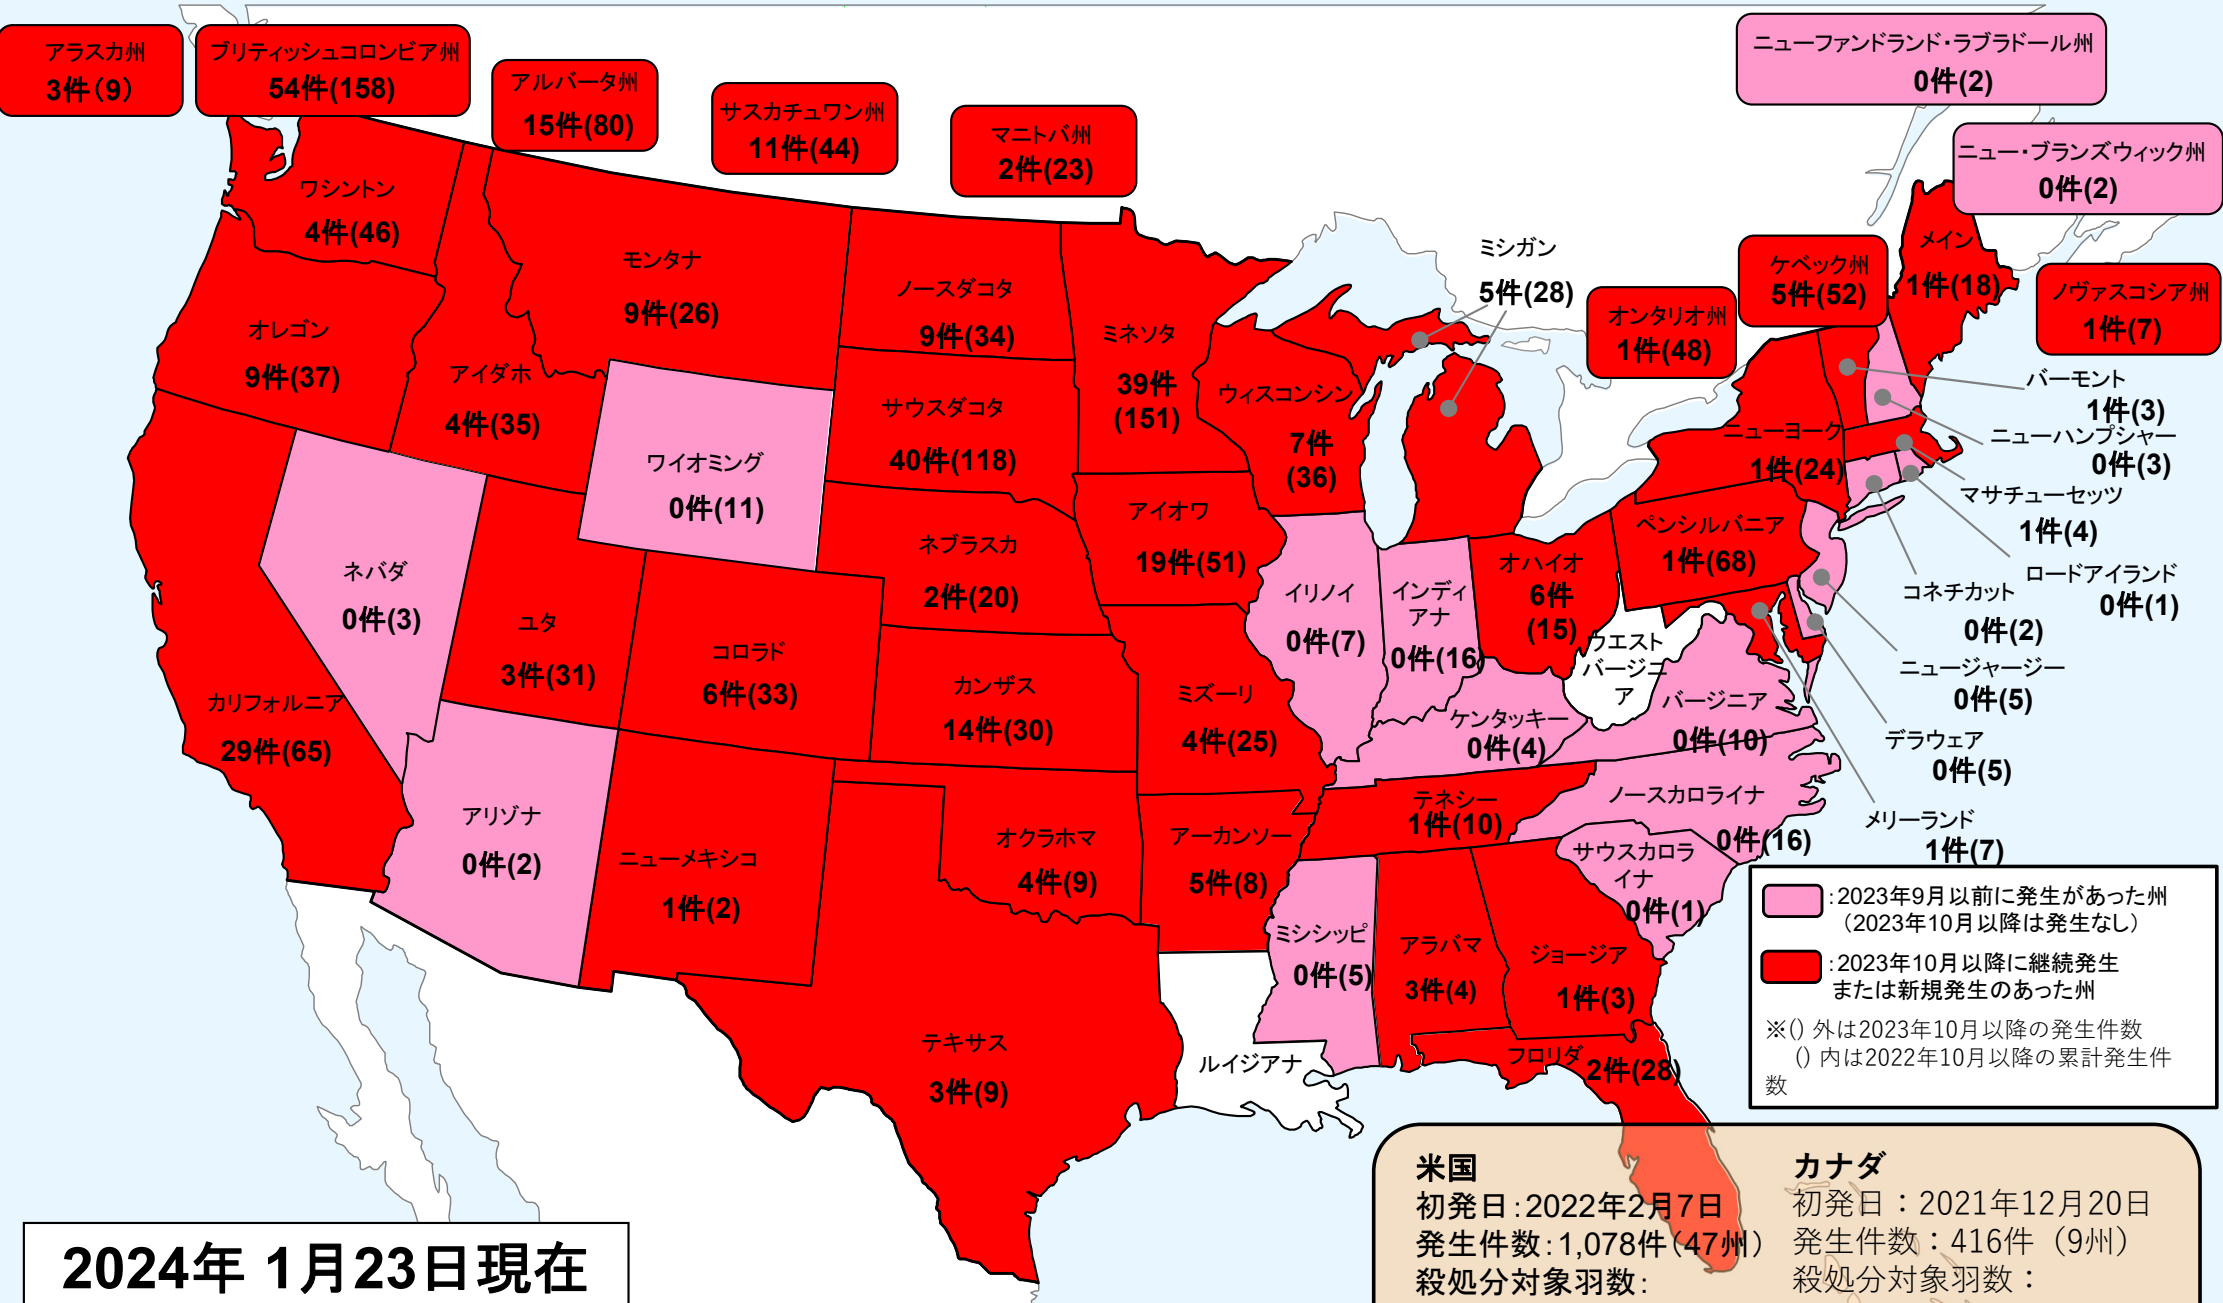 アラスカ州
3件(9)
ブリティッシュコロンビア州
54件(158)
アルバータ州
15件(80)
サスカチュワン州
11件(44)
マニトバ州
2件(23)
ニューファンドランド・ラブラドール州
0件(2)
ニュー・ブランズウィック州
0件(2)
ケベック州
5件(52)
オンタリオ州
1件(48)
ノヴァスコシア州
1件(7)
ワシントン
4件(46)
オレゴン
9件(37)
アイダホ
4件(35)
モンタナ
9件(26)
ノースダコタ
9件(34)
サウスダコタ
40件(118)
ミネソタ
39件
(151)
ウィスコンシン
7件
(36)
ミシガン
5件(28)
メイン
1件(18)
バーモント
1件(3)
ニューハンプシャー
0件(3)
マサチューセッツ
1件(4)
ロードアイランド
0件(1)
コネチカット
0件(2)
ニュージャージー
0件(5)
デラウェア
0件(5)
メリーランド
1件(7)
ニューヨーク
1件(24)
ペンシルバニア
1件(68)
オハイオ
6件
(15)
ウエスト
バージニ
ア
バージニア
0件(10)
ケンタッキー
0件(4)
インディ
アナ
0件(16)
イリノイ
0件(7)
アイオワ
19件(51)
ネブラスカ
2件(20)
ワイオミング
0件(11)
ネバダ
0件(3)
ユタ
3件(31)
コロラド
6件(33)
カンザス
14件(30)
ミズーリ
4件(25)
カリフォルニア
29件(65)
アリゾナ
0件(2)
ニューメキシコ
1件(2)
オクラホマ
4件(9)
アーカンソー
5件(8)
テネシー
1件(10)
ノースカロライナ
0件(16)
サウスカロラ
イナ
0件(1)
ミシシッピ
0件(5)
アラバマ
3件(4)
ジョージア
1件(3)
フロリダ
2件(28)
ルイジアナ
テキサス
3件(9)
:2023年9月以前に発生があった州
(2023年10月以降は発生なし)
:2023年10月以降に継続発生
または新規発生のあった州
※() 外は2023年10月以降の発生件数
() 内は2022年10月以降の累計発生件
数
米国
初発日:2022年2月7日
発生件数:1,078件(47州)
殺処分対象羽数:
カナダ
初発日：2021年12月20日
発生件数：416件（9州）
殺処分対象羽数：
2024年 1月23日現在